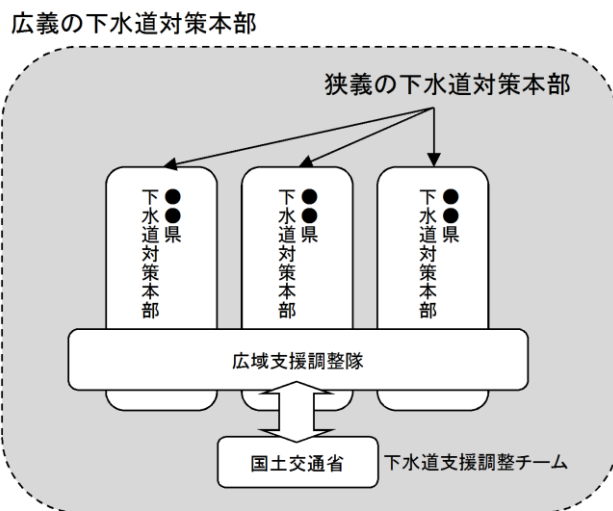 広義の下水道対策本部
狭義の下水道対策本部
●●県
下水道対策本部
●●県
下水道対策本部
●●県
下水道対策本部
広域支援調整隊
国土交通省
下水道支援調整チーム